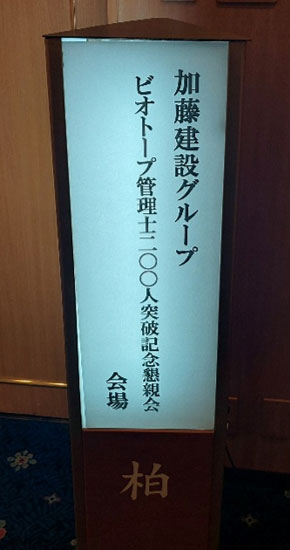 加藤建設グループ
ビオトープ管理士二〇〇人突破記念懇親会
会場
柏